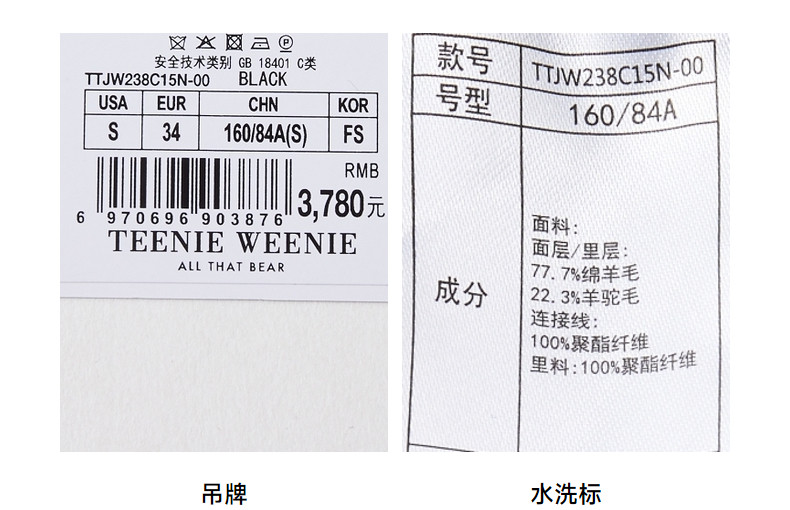 安全技术类别 GB 18401 C类
TTJW238C15N-00 BLACK
USA EUR CHN KOR
S 34 160/84A(S) FS
RMB
3,780元
6 970696 903876
TEENIE WEENIE
ALL THAT BEAR
吊牌
款号 TTJW238C15N-00
号型 160/84A
成分
面料:
面层/里层:
77.7%绵羊毛
22.3%羊驼毛
连接线:
100%聚酯纤维
里料:100%聚酯纤维
水洗标